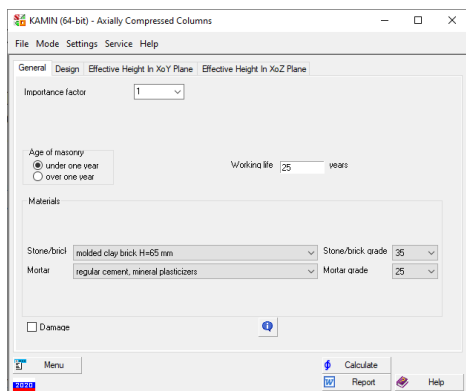 KAMIN (64-bit) - Axially Compressed Columns
File Mode Settings Service Help
General Design Effective Height In XoY Plane Effective Height In XoZ Plane
Importance factor 1
Age of masonry
under one year
over one year
Working life 25 years
Materials
Stone/brick molded clay brick H=65 mm Stone/brick grade 35
Mortar regular cement, mineral plasticizers Mortar grade 25
Damage
Menu Calculate
2020 Report Help